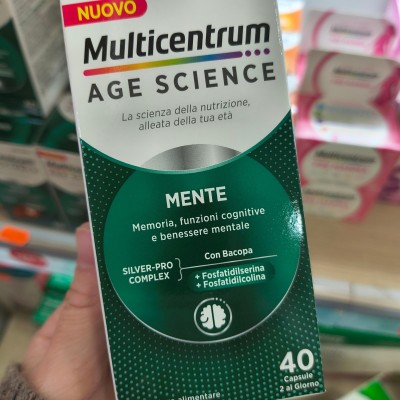 NUOVO
Multicentrum
AGE SCIENCE
La scienza della nutrizione,
alleata della tua età
MENTE
Memoria, funzioni cognitive
e benessere mentale
SILVER-PRO
COMPLEX
Con Bacopa
+ Fosfatidilserina
+ Fosfatidilcolina
40
Capsule
2 al Giorno
alimentare